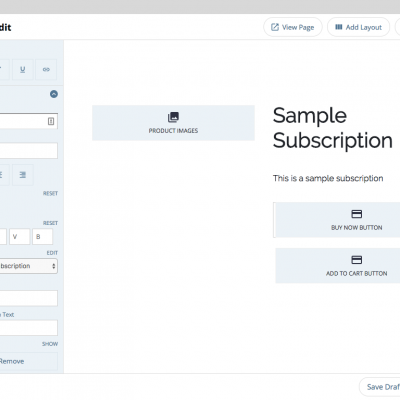 dit
View Page
Add Layout
U
RESET
RESET
V
B
EDIT
bscription
Text
SHOW
Remove
PRODUCT IMAGES
Sample
Subscription
This is a sample subscription
BUY NOW BUTTON
ADD TO CART BUTTON
Save Draf